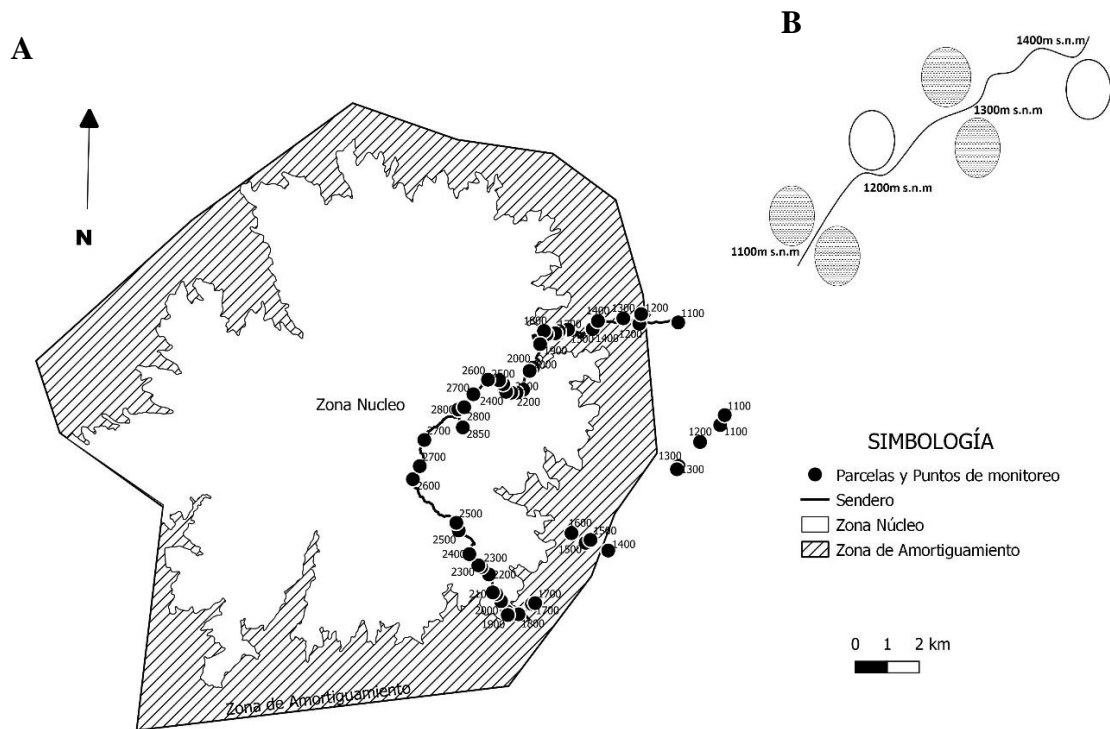 A
B
N
1400m s.n.m
1300m s.n.m
1200m s.n.m
1100m s.n.m
1300
1200
1100
1400
1200
1400
1900
2000
2600
2700
2400
2200
Zona Nucleo
2800
2800
2850
2700
2700
2600
1100
1100
1200
1300
1300
2500
2500
2400
2300
2300
2200
1600
1500
1500
1400
1700
1700
2000
1900
1800
Zona de Amortiguamiento
SIMBOLOGÍA
Parcelas y Puntos de monitoreo
Sendero
Zona Núcleo
Zona de Amortiguamiento
0 1 2 km